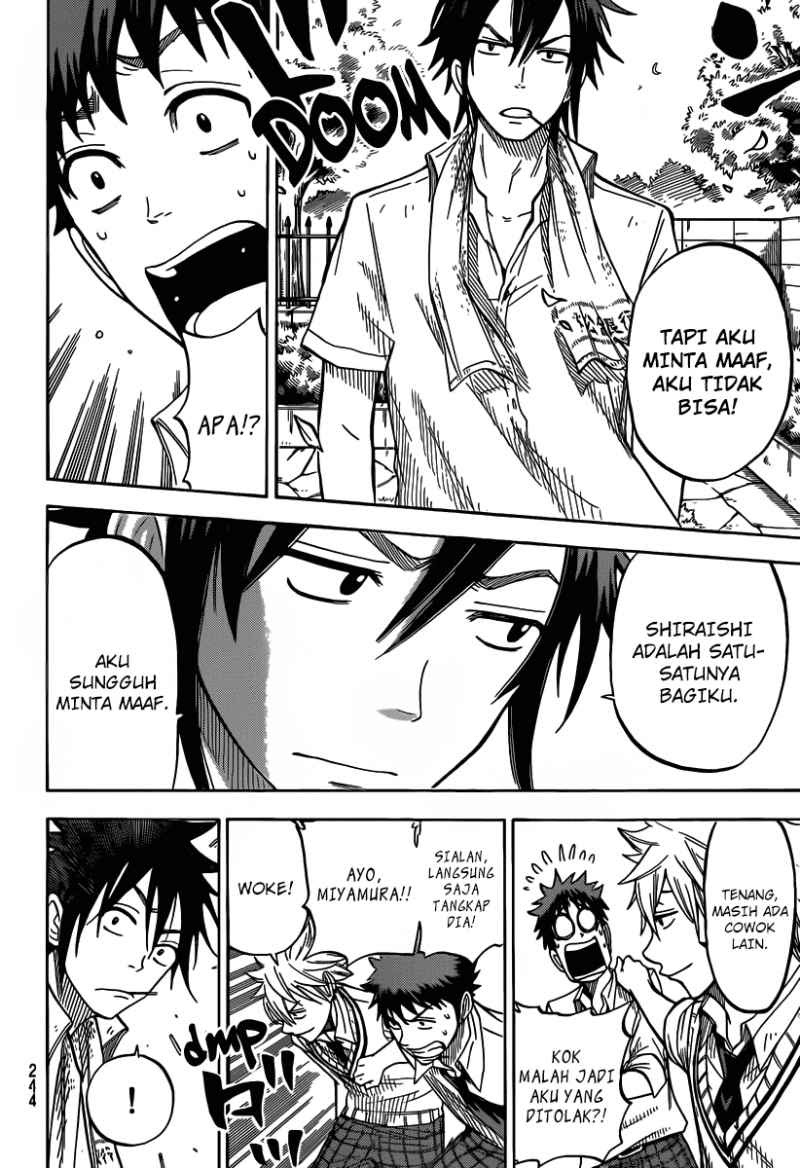 TAPI AKU
MINTA MAAF,
AKU TIDAK
BISA!
DOOM
APA!?
SHIRAISHI
ADALAH SATU-
SATUNYA
BAGIKU.
AKU
SUNGGUH
MINTA MAAF.
TENANG,
MASIH ADA
COWOK
LAIN.
KOK
MALAH JADI
AKU YANG
DITOLAK?!
SIALAN,
LANGSUNG
SAJA
TANGKAP
DIA!
AYO,
MIYAMURA!!
WOKE!
dmp
!
214